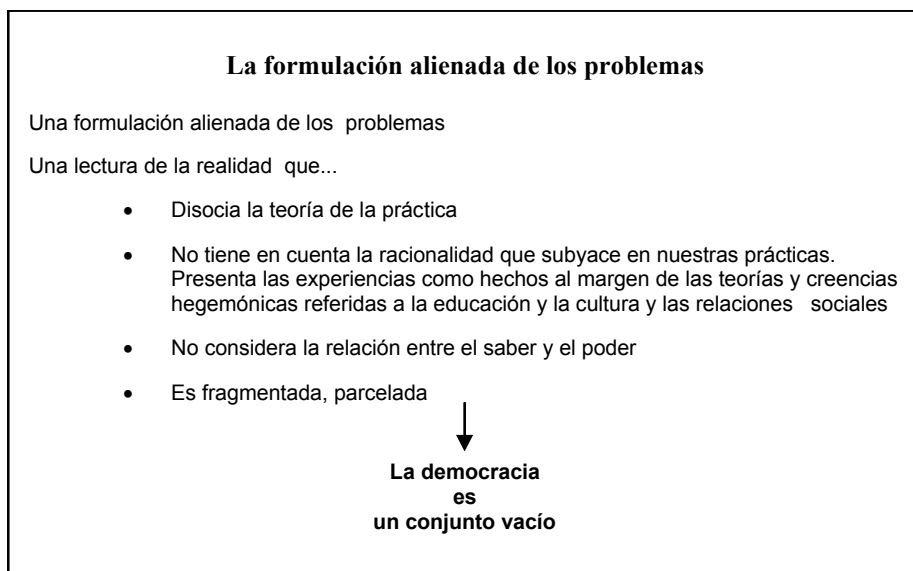 La formulación alienada de los problemas
Una formulación alienada de los problemas
Una lectura de la realidad que...
• Disocia la teoría de la práctica
• No tiene en cuenta la racionalidad que subyace en nuestras prácticas.
Presenta las experiencias como hechos al margen de las teorías y creencias
hegemónicas referidas a la educación y la cultura y las relaciones sociales
• No considera la relación entre el saber y el poder
• Es fragmentada, parcelada
La democracia
es
un conjunto vacío